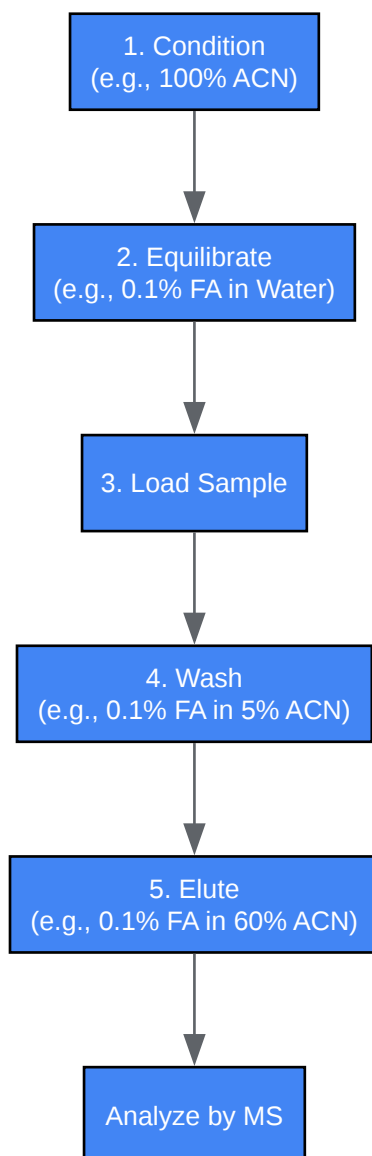 1. Condition
(e.g., 100% ACN)
2. Equilibrate
(e.g., 0.1% FA in Water)
3. Load Sample
4. Wash
(e.g., 0.1% FA in 5% ACN)
5. Elute
(e.g., 0.1% FA in 60% ACN)
Analyze by MS